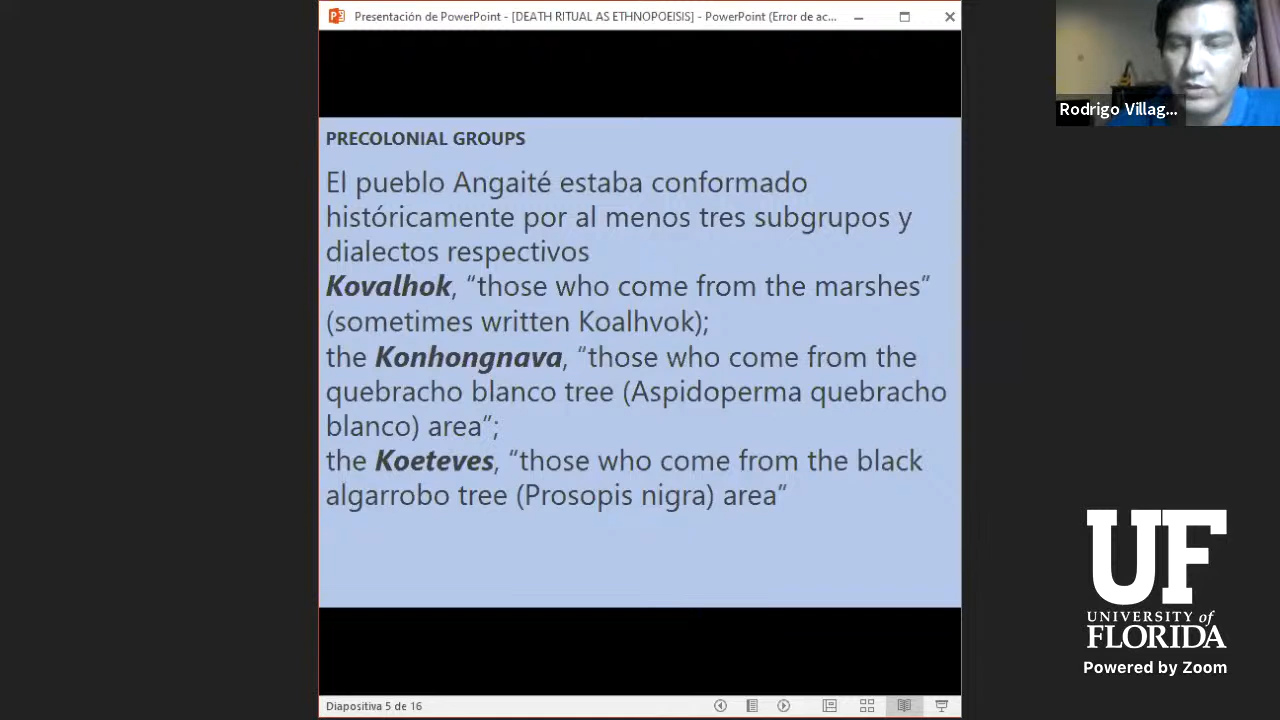 Presentación de PowerPoint - [DEATH RITUAL AS ETHNOPOEISIS] - PowerPoint (Error de ac...
Rodrigo Villag...
PRECOLONIAL GROUPS
El pueblo Angaité estaba conformado
históricamente por al menos tres subgrupos y
dialectos respectivos
Kovalhok, “those who come from the marshes”
(sometimes written Koalhvok);
the Konhongnava, “those who come from the
quebracho blanco tree (Aspidoperma quebracho
blanco) area”;
the Koeteves, “those who come from the black
algarrobo tree (Prosopis nigra) area”
UF
UNIVERSITY of
FLORIDA
Powered by Zoom
Diapositiva 5 de 16